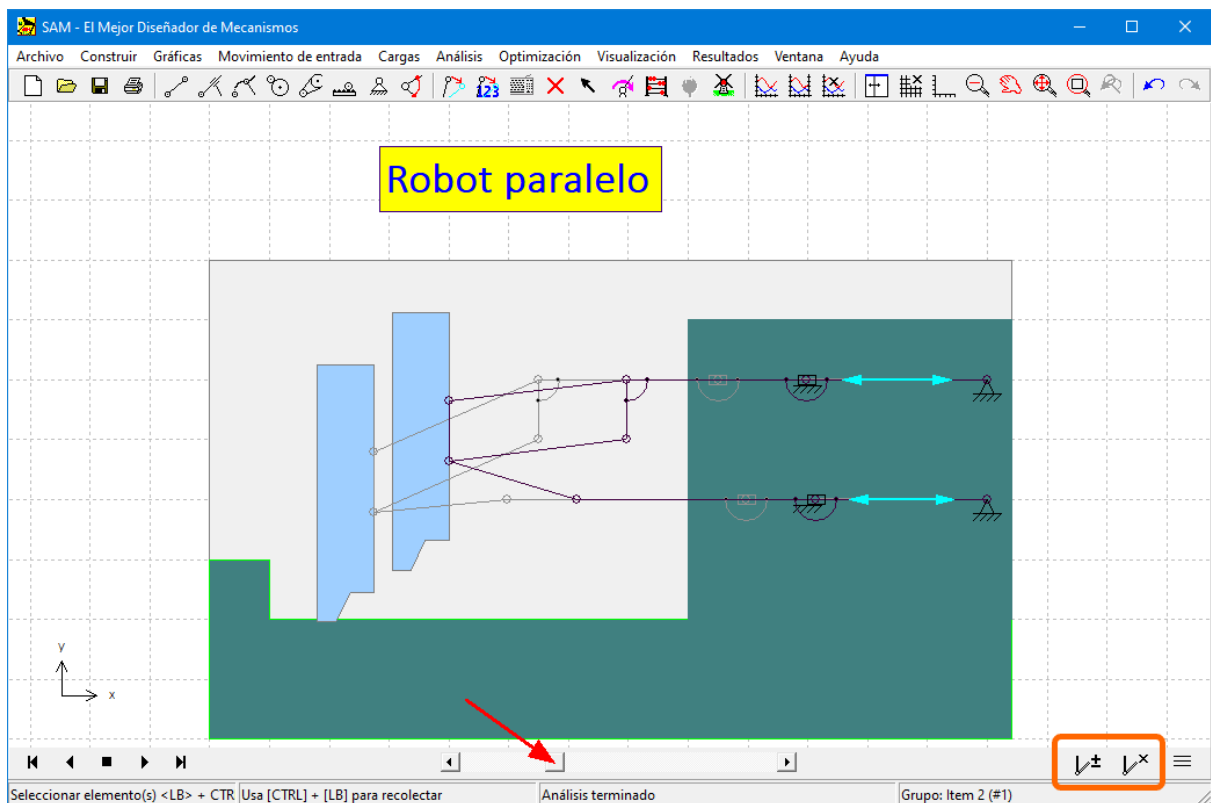 SAM - El Mejor Diseñador de Mecanismos
Archivo Construir Gráficas Movimiento de entrada Cargas Análisis Optimización Visualización Resultados Ventana Ayuda
123
Robot paralelo
y
x
Seleccionar elemento(s) <LB> + CTR Usa [CTRL] + [LB] para recolectar Análisis terminado Grupo: Item 2 (#1)